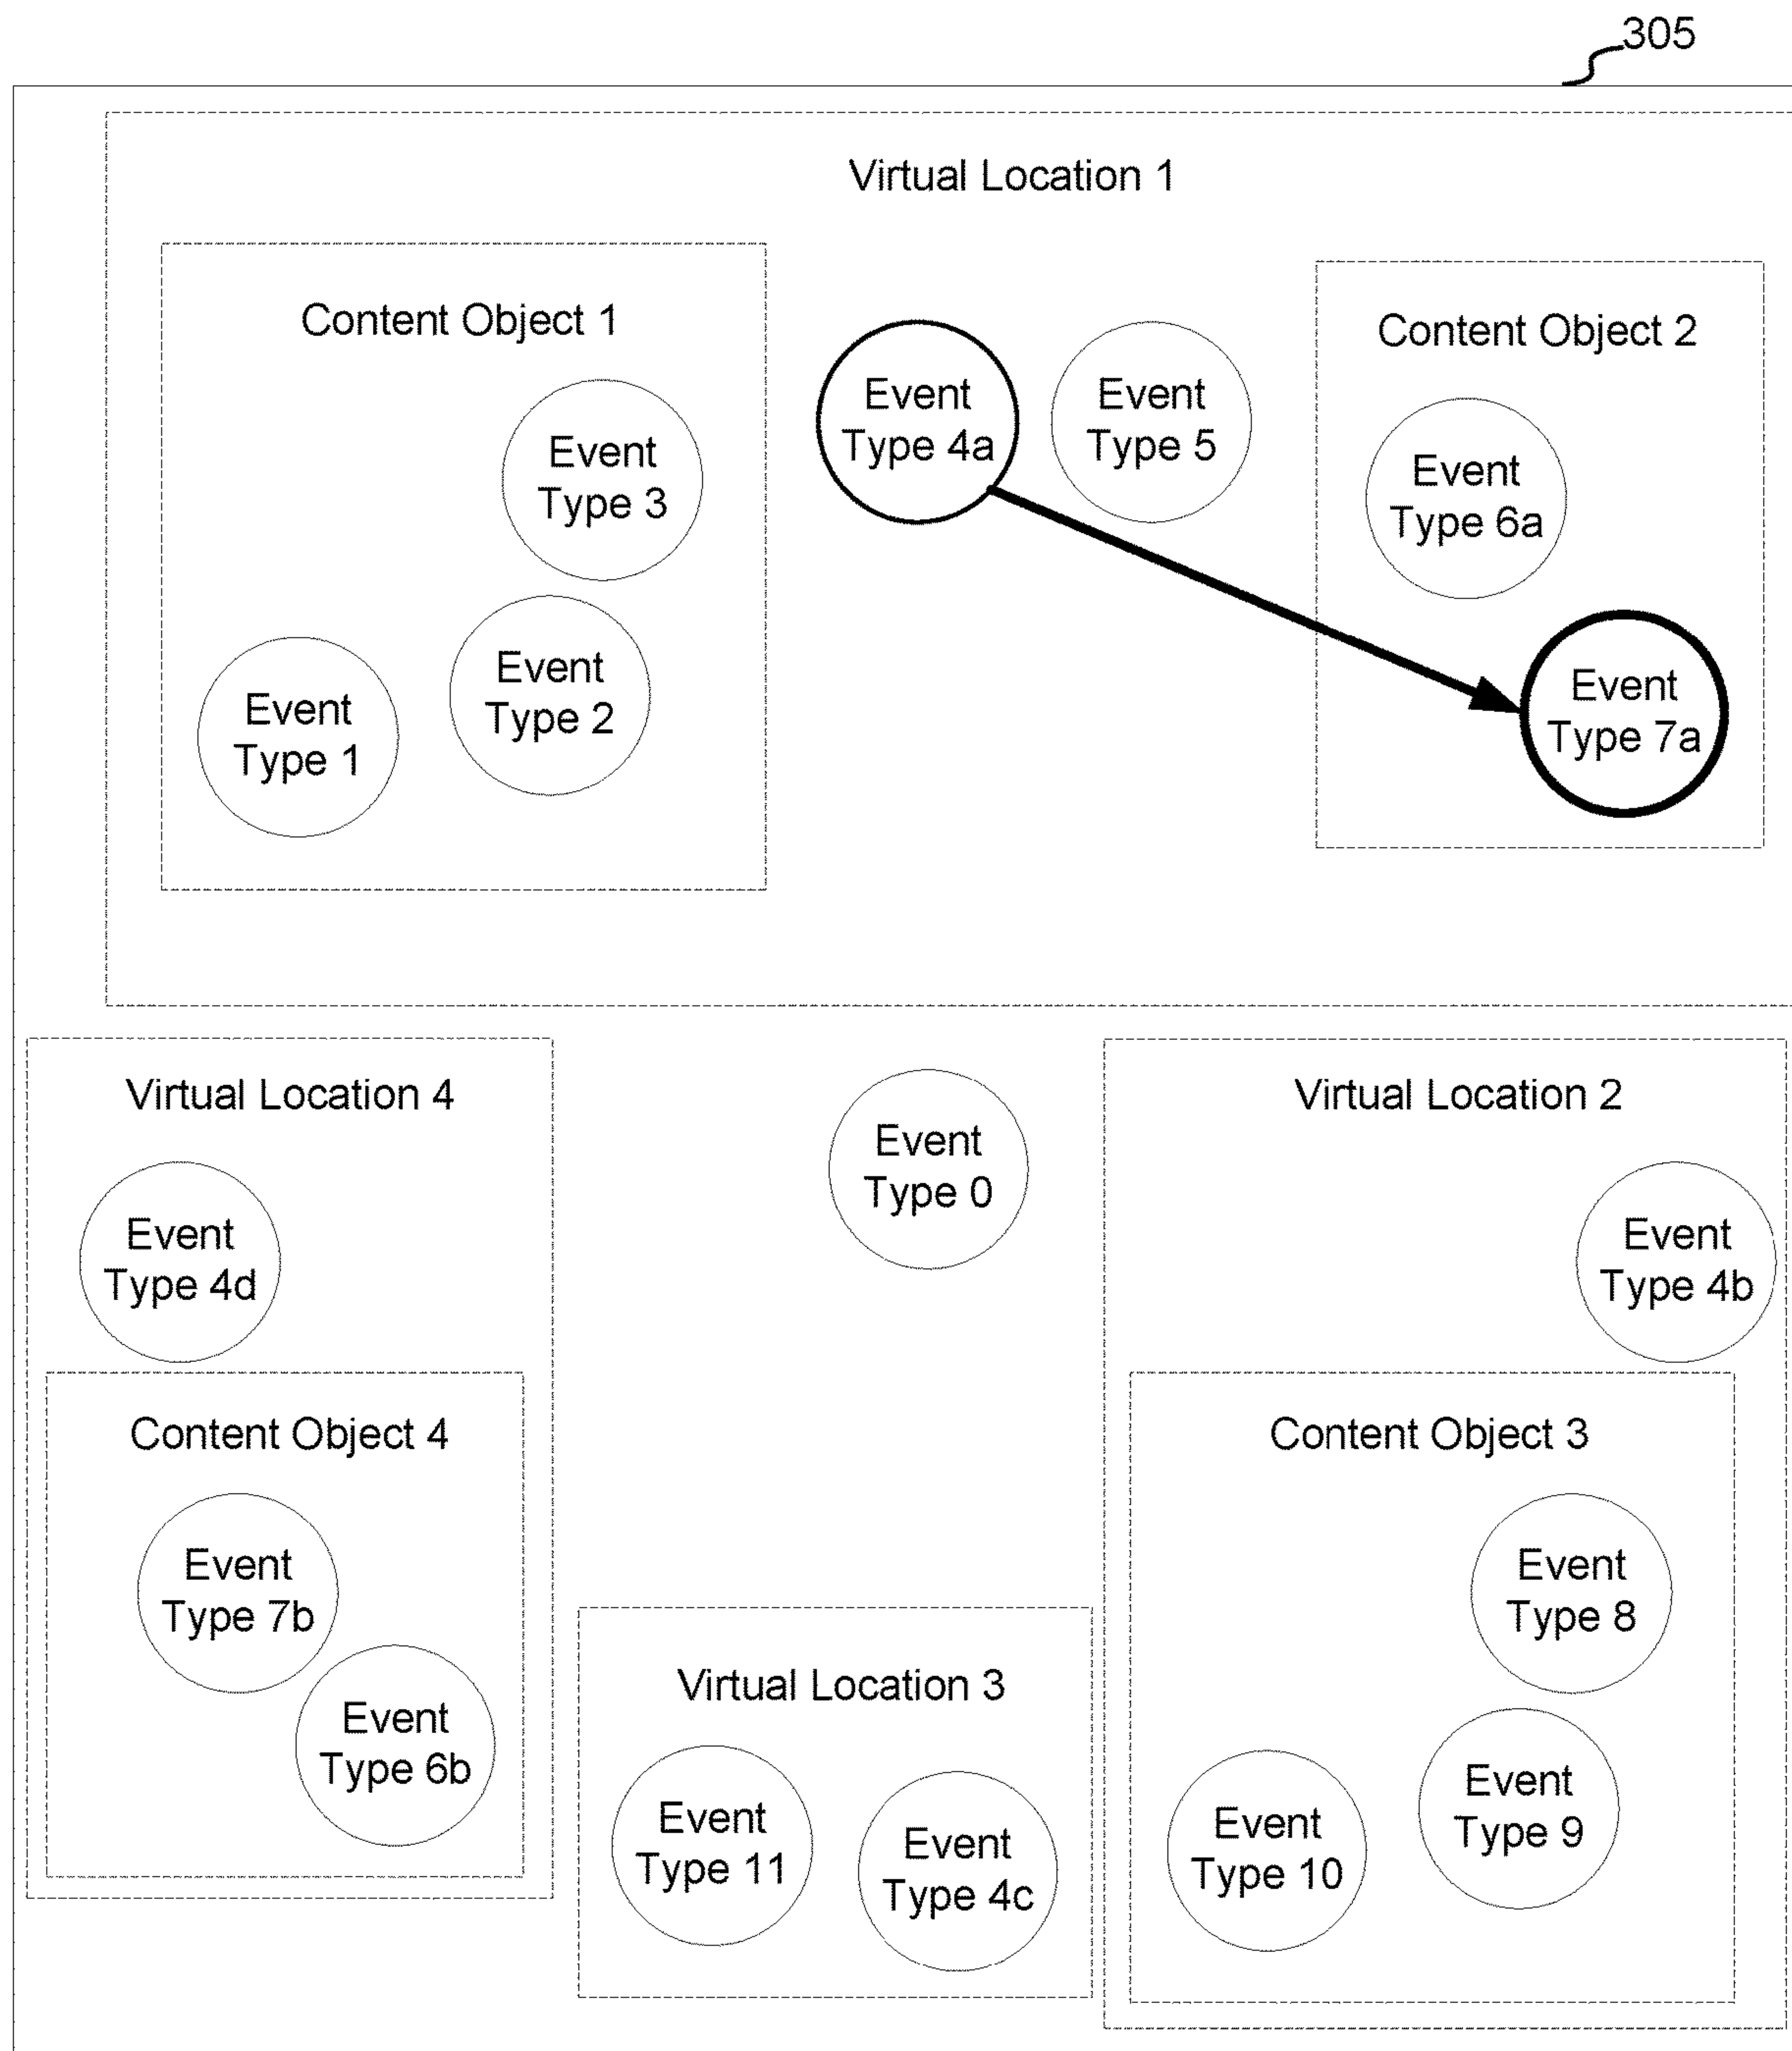 305
Virtual Location 1
Content Object 1
Event
Type 3
Event
Type 2
Event
Type 1
Event
Type 4a
Event
Type 5
Content Object 2
Event
Type 6a
Event
Type 7a
Virtual Location 4
Event
Type 4d
Content Object 4
Event
Type 7b
Event
Type 6b
Event
Type 0
Virtual Location 3
Event
Type 11
Event
Type 4c
Virtual Location 2
Event
Type 4b
Content Object 3
Event
Type 8
Event
Type 9
Event
Type 10